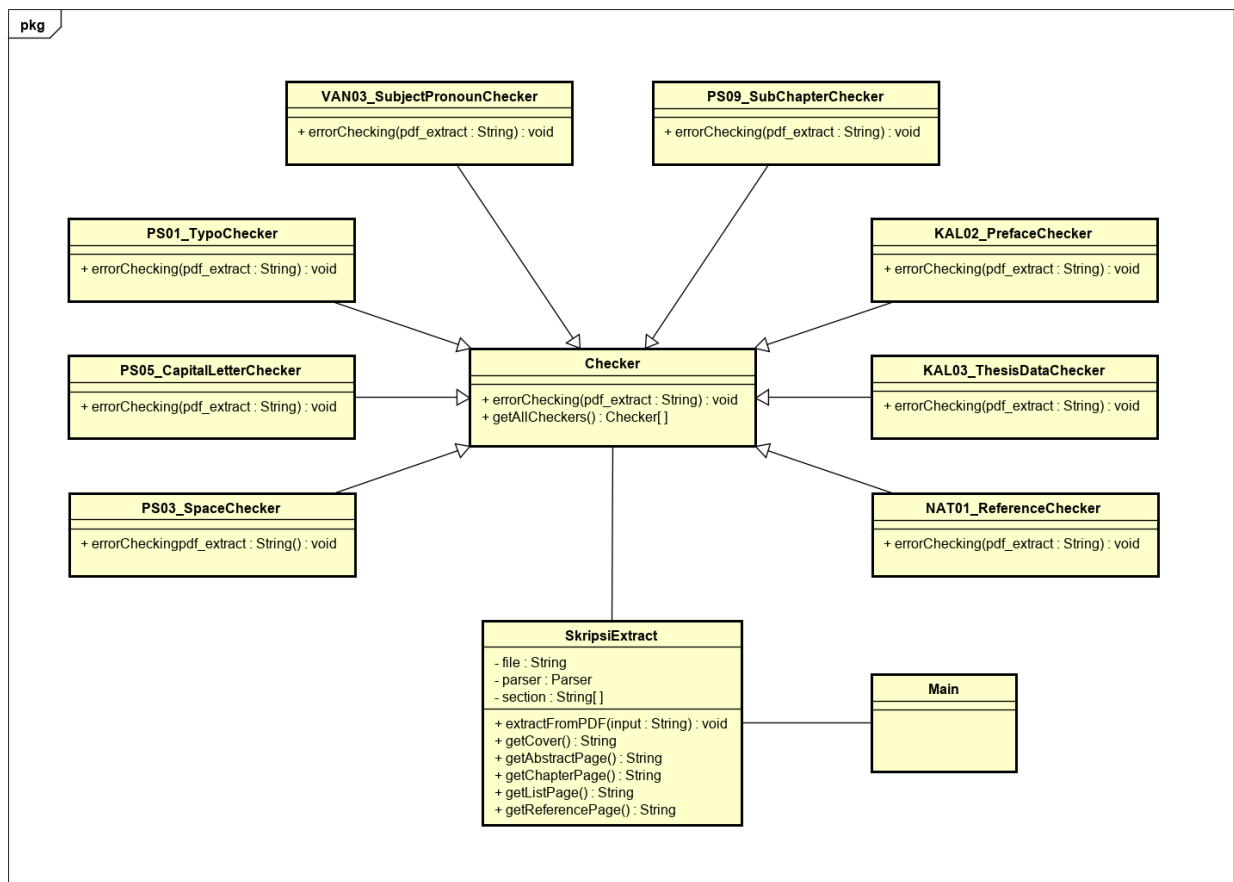 pkg
VAN03_SubjectPronounChecker
+ errorChecking(pdf_extract : String) : void
PS09_SubChapterChecker
+ errorChecking(pdf_extract : String) : void
PS01_TypoChecker
+ errorChecking(pdf_extract : String) : void
KAL02_PrefaceChecker
+ errorChecking(pdf_extract : String) : void
Checker
+ errorChecking(pdf_extract : String) : void
+ getAllCheckers() : Checker[ ]
PS05_CapitalLetterChecker
+ errorChecking(pdf_extract : String) : void
KAL03_ThesisDataChecker
+ errorChecking(pdf_extract : String) : void
PS03_SpaceChecker
+ errorCheckingpdf_extract : String() : void
NAT01_ReferenceChecker
+ errorChecking(pdf_extract : String) : void
SkripsiExtract
- file : String
- parser : Parser
- section : String[ ]
+ extractFromPDF(input : String) : void
+ getCover() : String
+ getAbstractPage() : String
+ getChapterPage() : String
+ getListPage() : String
+ getReferencePage() : String
Main